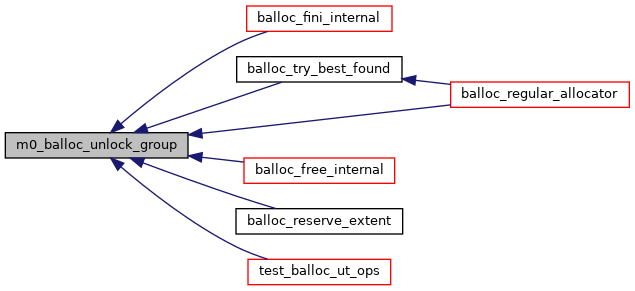 balloc_fini_internal
balloc_try_best_found
balloc_regular_allocator
m0_balloc_unlock_group
balloc_free_internal
balloc_reserve_extent
test_balloc_ut_ops